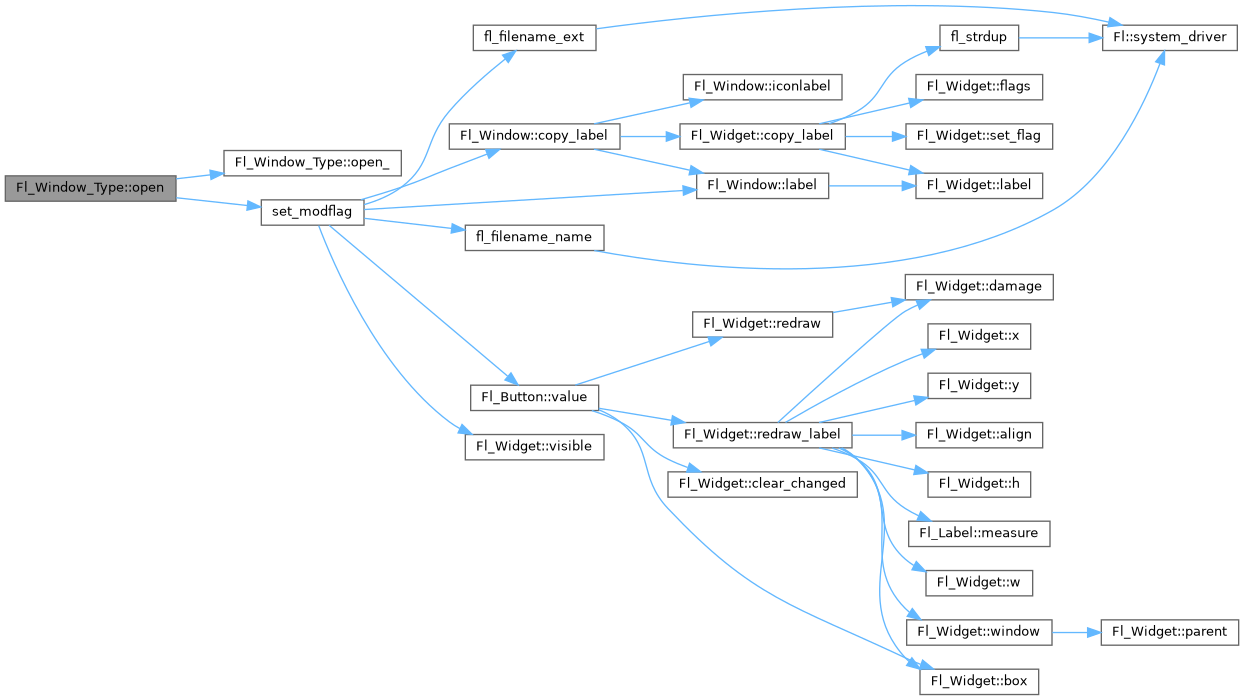 fl_filename_ext
Fl::system_driver
fl_strdup
Fl_Window::iconlabel
Fl_Widget::flags
Fl_Window::copy_label
Fl_Widget::copy_label
Fl_Widget::set_flag
Fl_Window_Type::open_
Fl_Window_Type::open
Fl_Window::label
Fl_Widget::label
set_modflag
fl_filename_name
Fl_Widget::damage
Fl_Widget::redraw
Fl_Widget::x
Fl_Widget::y
Fl_Button::value
Fl_Widget::redraw_label
Fl_Widget::align
Fl_Widget::visible
Fl_Widget::clear_changed
Fl_Widget::h
Fl_Label::measure
Fl_Widget::w
Fl_Widget::window
Fl_Widget::parent
Fl_Widget::box